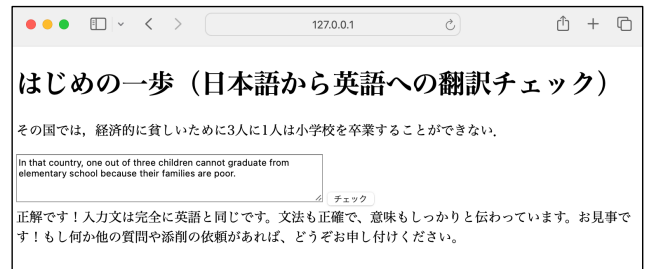 127.0.0.1
はじめの一歩（日本語から英語への翻訳チェック）
その国では，経済的に貧しいために3人に1人は小学校を卒業することができない．
In that country, one out of three children cannot graduate from
elementary school because their families are poor.
チェック
正解です！入力文は完全に英語と同じです。文法も正確で、意味もしっかりと伝わっています。お見事で
す！もし何か他の質問や添削の依頼があれば、どうぞお申し付けください。